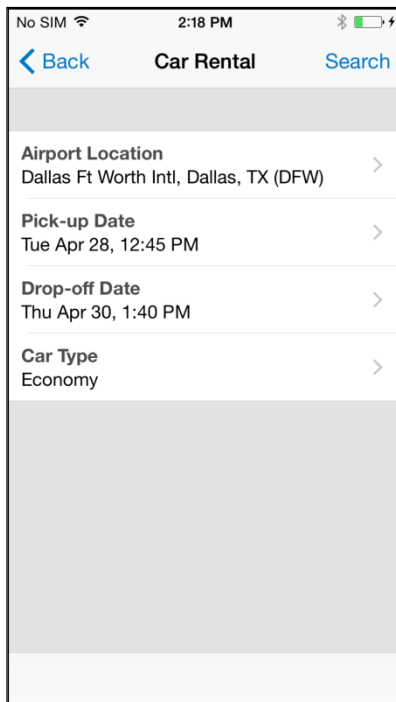 No SIM 2:18 PM
Back Car Rental Search
Airport Location
Dallas Ft Worth Intl, Dallas, TX (DFW)
Pick-up Date
Tue Apr 28, 12:45 PM
Drop-off Date
Thu Apr 30, 1:40 PM
Car Type
Economy